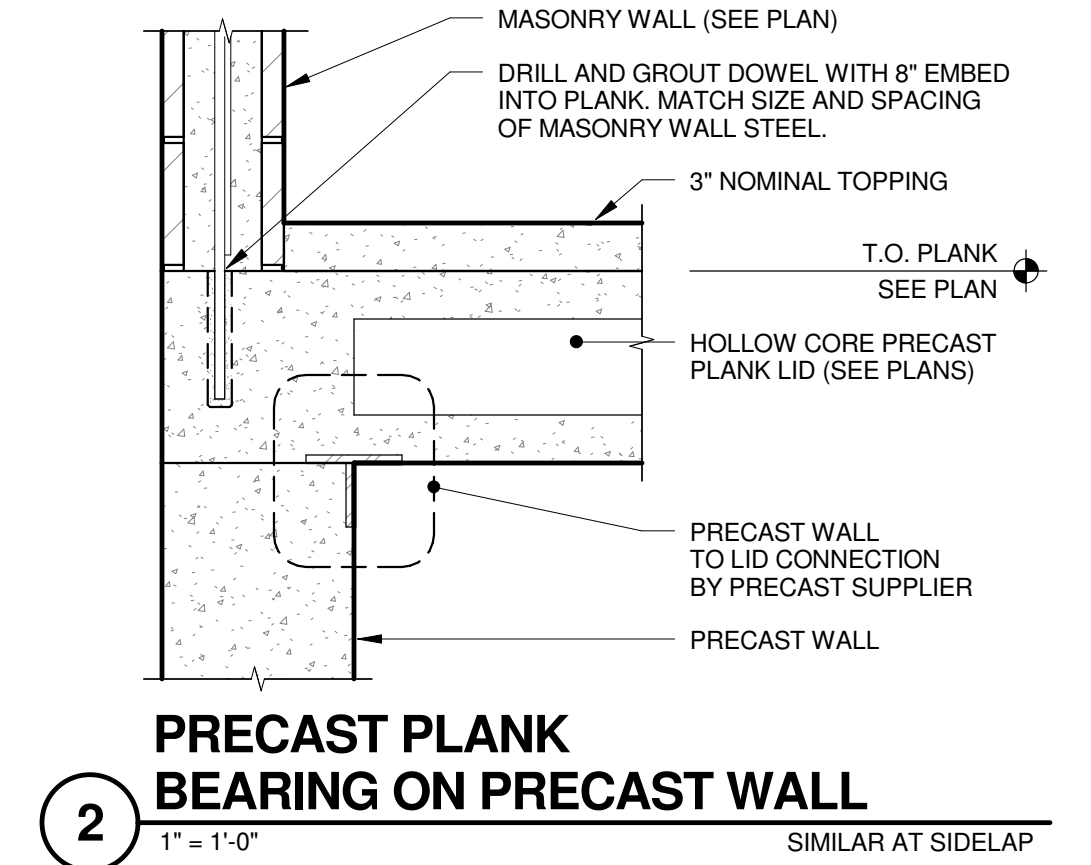 MASONRY WALL (SEE PLAN)
DRILL AND GROUT DOWEL WITH 8" EMBED
INTO PLANK. MATCH SIZE AND SPACING
OF MASONRY WALL STEEL.
3" NOMINAL TOPPING
T.O. PLANK
SEE PLAN
HOLLOW CORE PRECAST
PLANK LID (SEE PLANS)
PRECAST WALL
TO LID CONNECTION
BY PRECAST SUPPLIER
PRECAST WALL
PRECAST PLANK
BEARING ON PRECAST WALL
2
1" = 1'-0"
SIMILAR AT SIDELAP